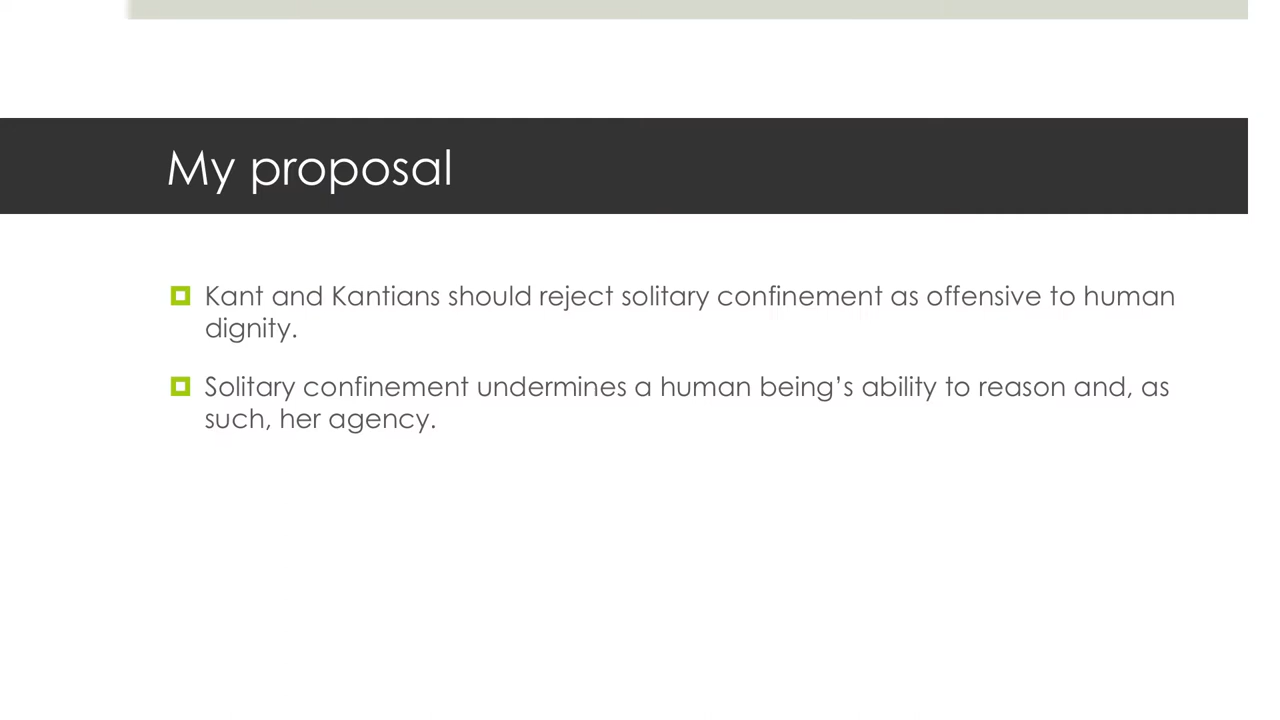 My proposal
Kant and Kantians should reject solitary confinement as offensive to human
dignity.
Solitary confinement undermines a human being’s ability to reason and, as
such, her agency.